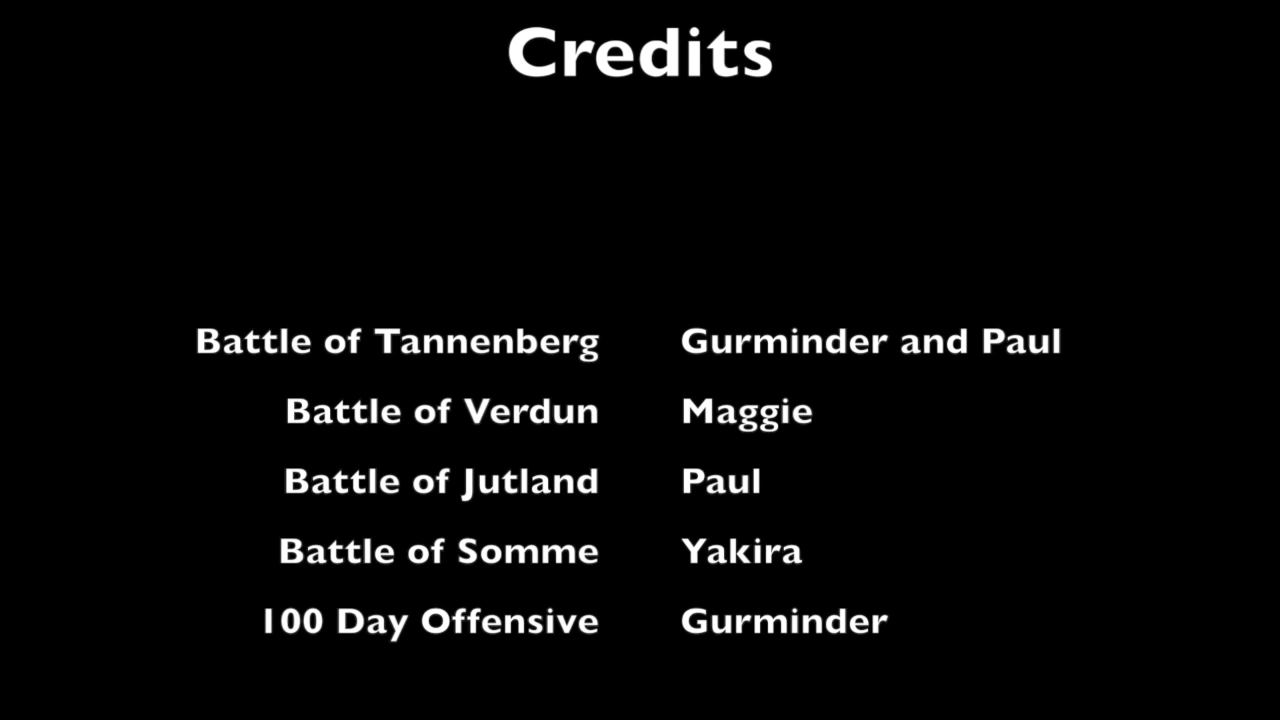 Credits
Battle of Tannenberg Gurminder and Paul
Battle of Verdun Maggie
Battle of Jutland Paul
Battle of Somme Yakira
100 Day Offensive Gurminder